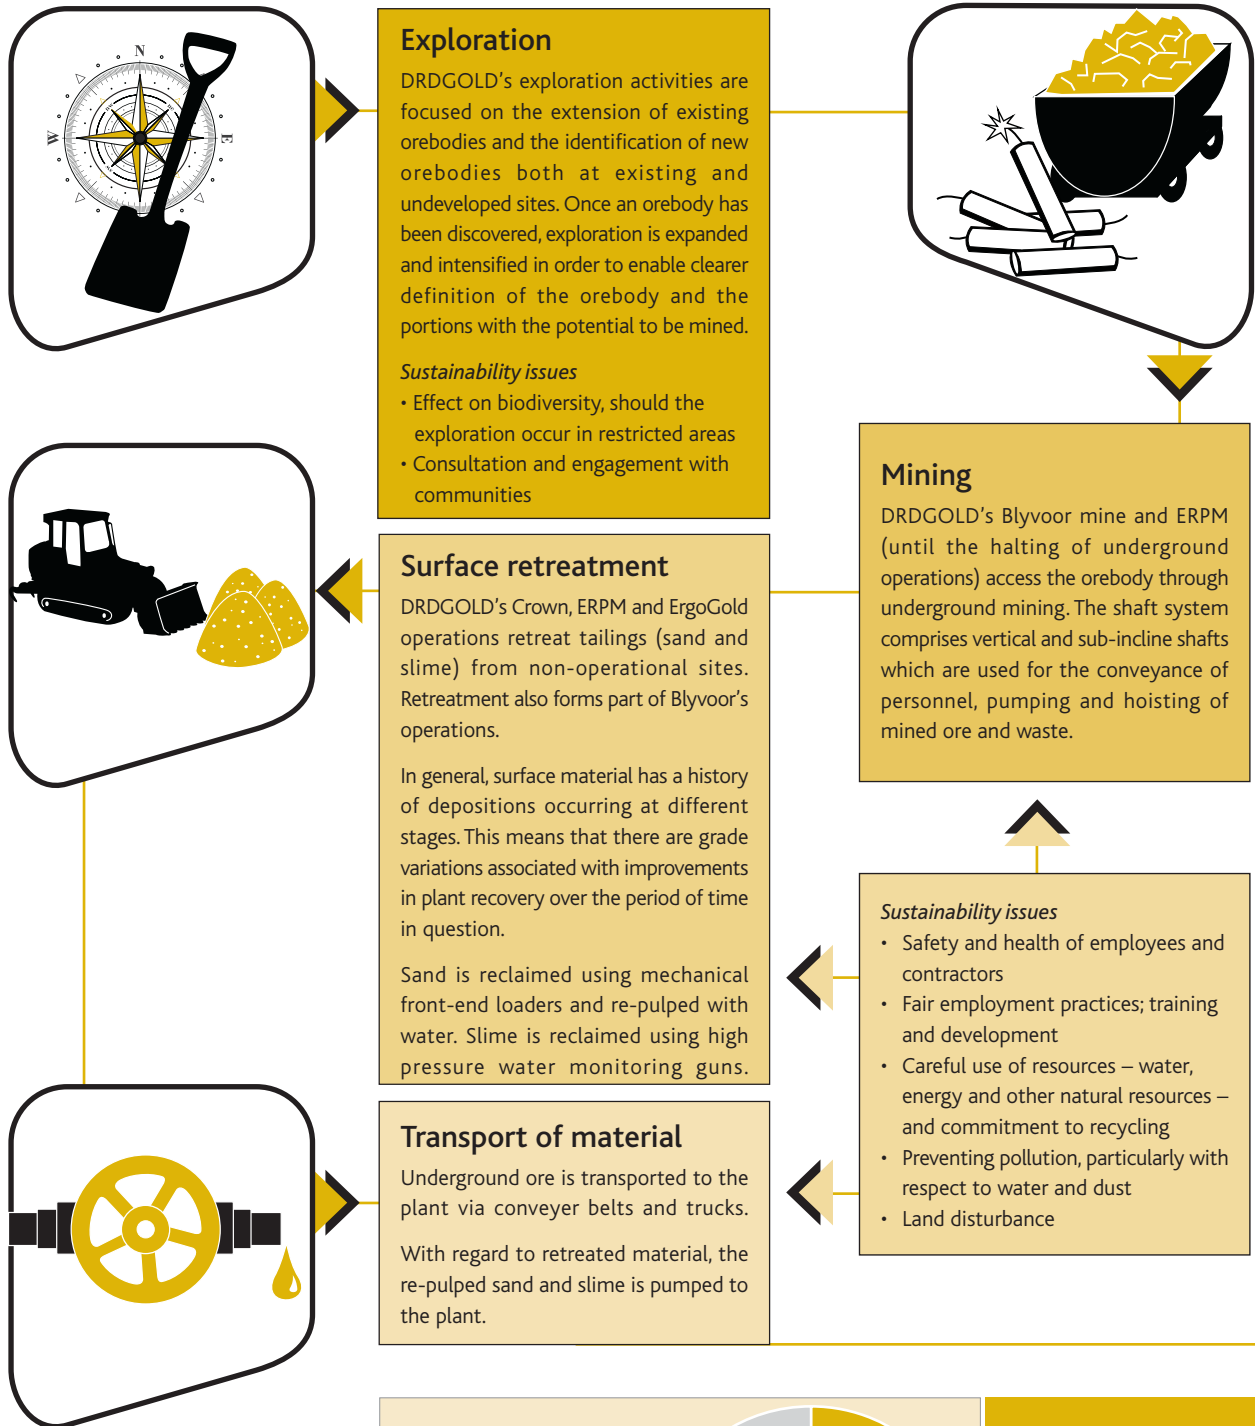 N
W
E
Exploration
DRDGOLD's exploration activities are
focused on the extension of existing
orebodies and the identification of new
orebodies both at existing and
undeveloped sites. Once an orebody has
been discovered, exploration is expanded
and intensified in order to enable clearer
definition of the orebody and the
portions with the potential to be mined.
Sustainability issues
• Effect on biodiversity, should the
exploration occur in restricted areas
• Consultation and engagement with
communities
Mining
DRDGOLD's Blyvoor mine and ERPM
(until the halting of underground
operations) access the orebody through
underground mining. The shaft system
comprises vertical and sub-incline shafts
which are used for the conveyance of
personnel, pumping and hoisting of
mined ore and waste.
Surface retreatment
DRDGOLD's Crown, ERPM and ErgoGold
operations retreat tailings (sand and
slime) from non-operational sites.
Retreatment also forms part of Blyvoor's
operations.
In general, surface material has a history
of depositions occurring at different
stages. This means that there are grade
variations associated with improvements
in plant recovery over the period of time
in question.
Sand is reclaimed using mechanical
front-end loaders and re-pulped with
water. Slime is reclaimed using high
pressure water monitoring guns.
Sustainability issues
• Safety and health of employees and
contractors
• Fair employment practices; training
and development
• Careful use of resources – water,
energy and other natural resources –
and commitment to recycling
• Preventing pollution, particularly with
respect to water and dust
• Land disturbance
Transport of material
Underground ore is transported to the
plant via conveyer belts and trucks.
With regard to retreated material, the
re-pulped sand and slime is pumped to
the plant.